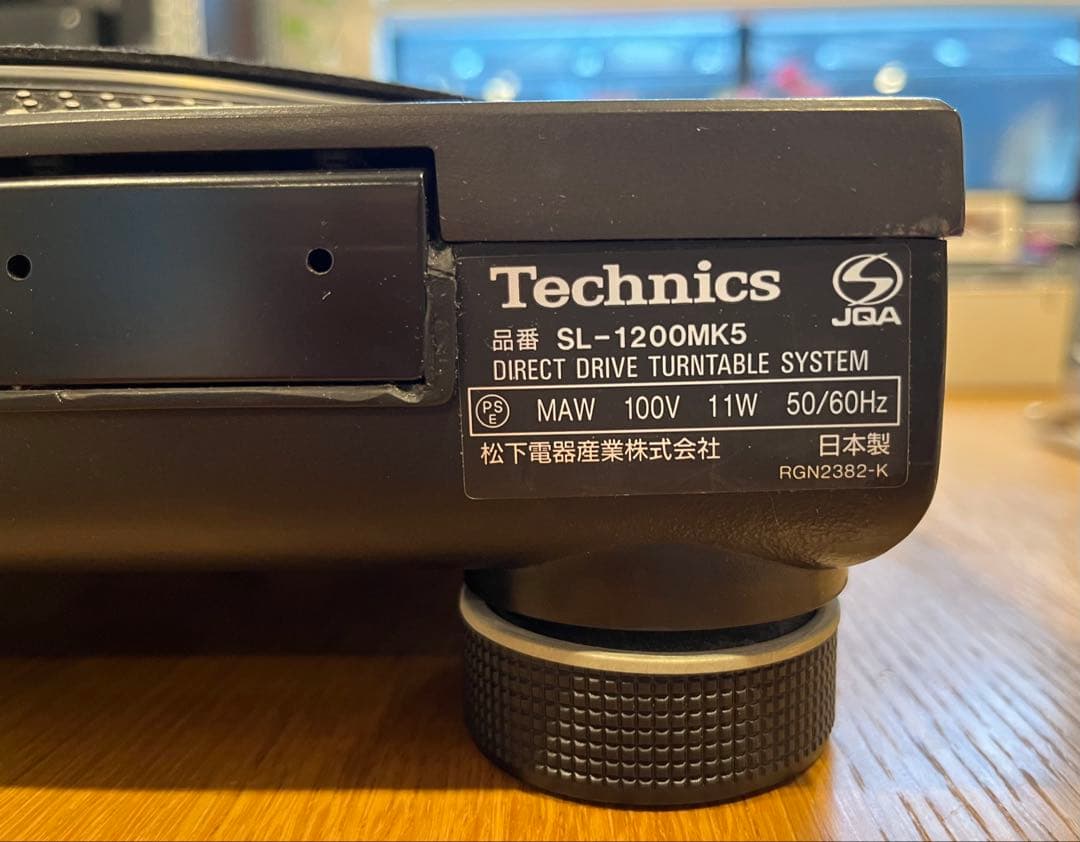 Technics
JQA
品番 SL-1200MK5
DIRECT DRIVE TURNTABLE SYSTEM
PSE MAW 100V 11W 50/60Hz
松下電器産業株式会社 日本製
RGN2382-K